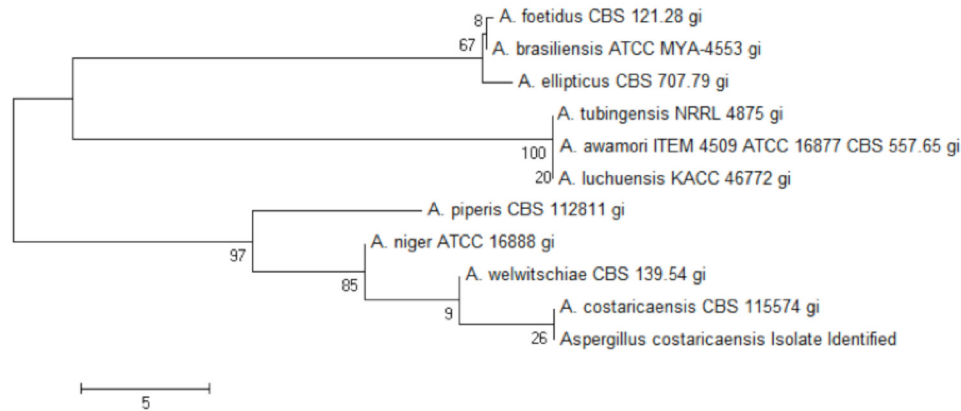 8
A. foetidus CBS 121.28 gi
67
A. brasiliensis ATCC MYA-4553 gi
A. ellipticus CBS 707.79 gi
A. tubingensis NRRL 4875 gi
100
A. awamori ITEM 4509 ATCC 16877 CBS 557.65 gi
20
A. luchuensis KACC 46772 gi
A. piperis CBS 112811 gi
97
A. niger ATCC 16888 gi
85
A. welwitschiae CBS 139.54 gi
9
A. costaricaensis CBS 115574 gi
26
Aspergillus costaricaensis Isolate Identified
5